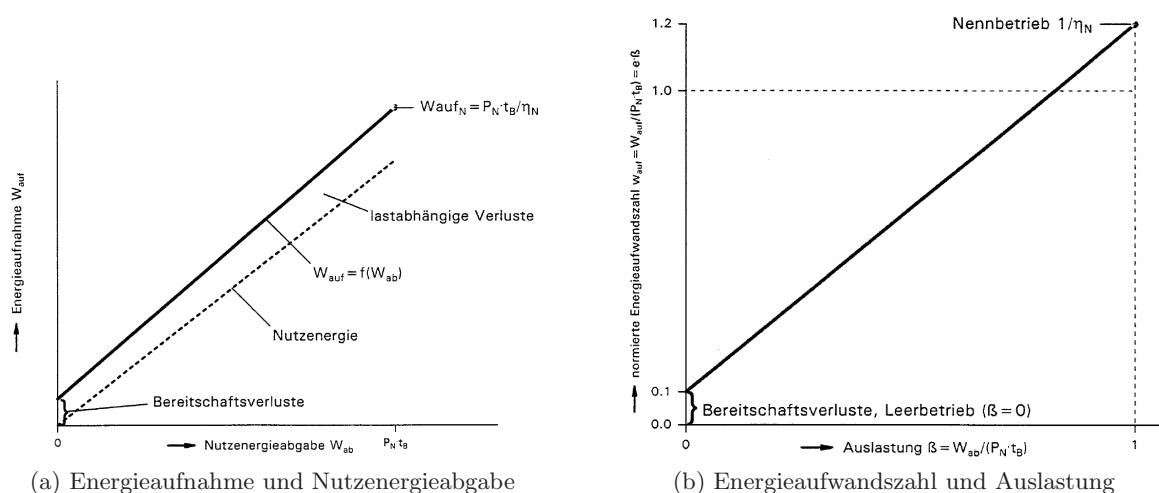 Energieaufnahme W_auf
Wauf_N = P_N·t_B/η_N
lastabhängige Verluste
W_auf = f(W_ab)
Nutzenergie
Bereitschaftsverluste
0
P_N·t_B
Nutzenergieabgabe W_ab
(a) Energieaufnahme und Nutzenergieabgabe
normierte Energieaufwandszahl w_auf = W_auf/(P_N·t_B) = e·ß
1.2
Nennbetrieb 1/η_N
1.0
0.1
Bereitschaftsverluste, Leerbetrieb (ß = 0)
0.0
0
1
Auslastung ß = W_ab/(P_N·t_B)
(b) Energieaufwandszahl und Auslastung